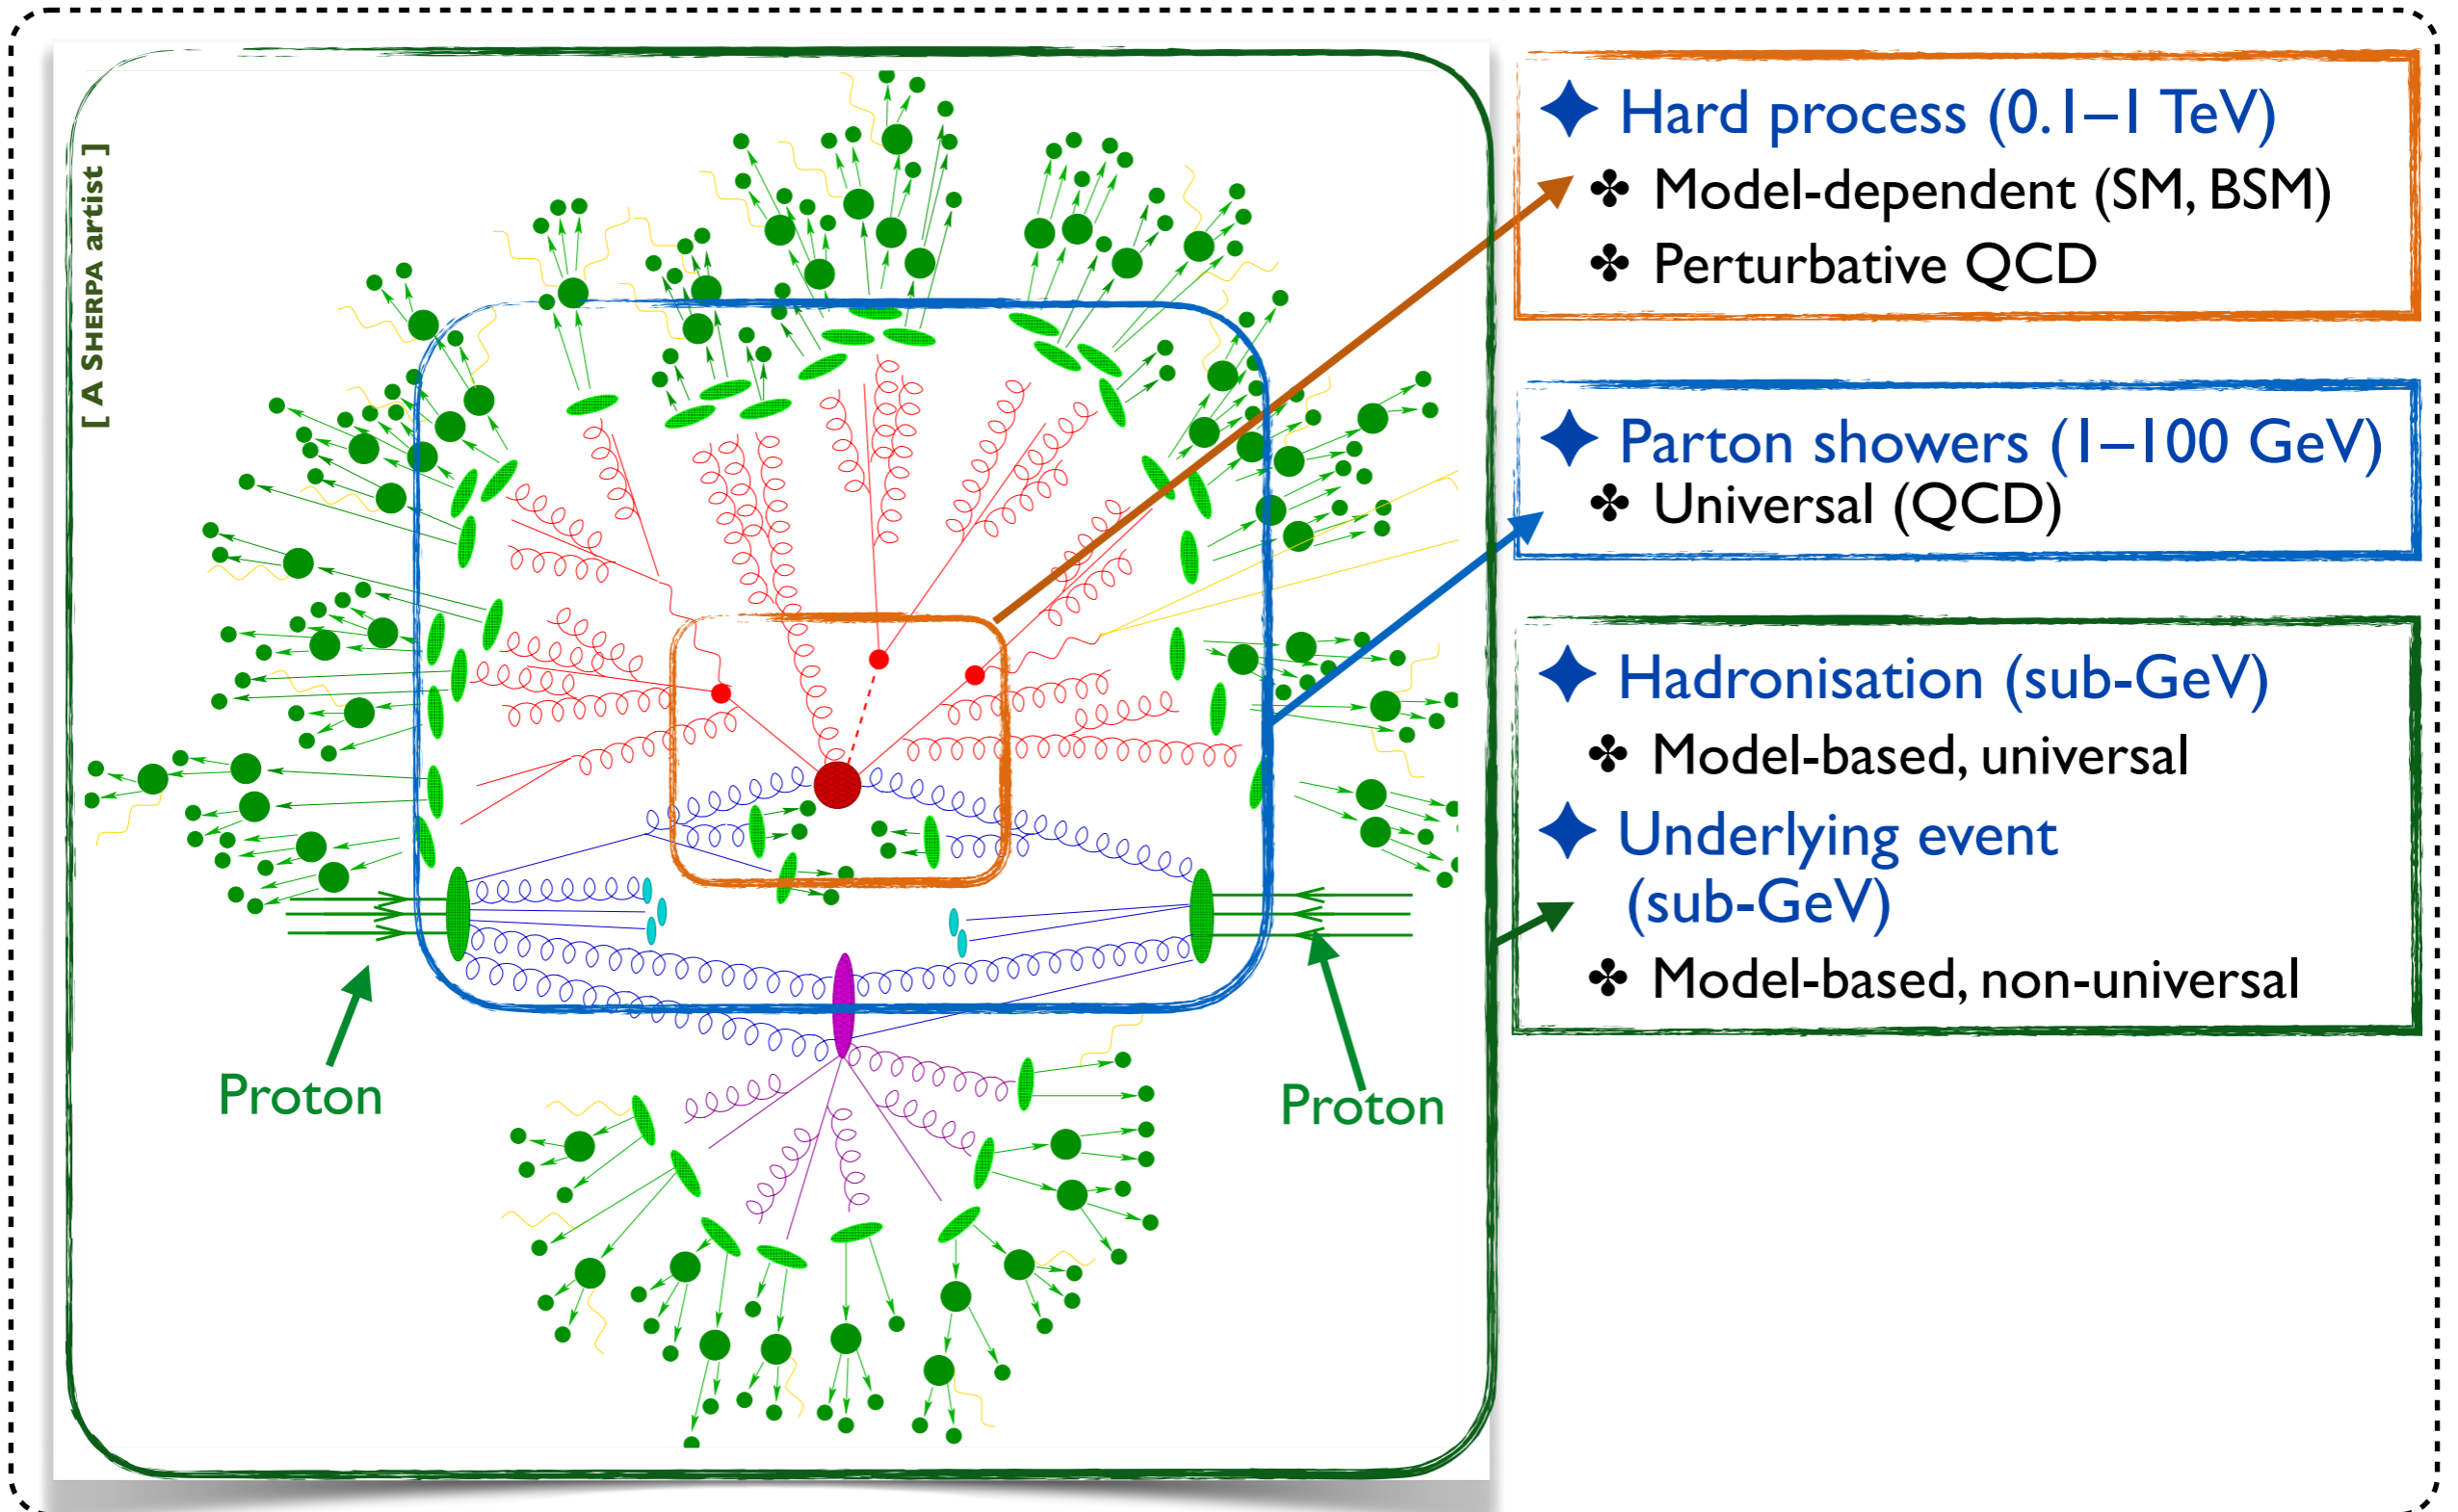 [ A SHERPA artist ]
Hard process (0.1–1 TeV)
Model-dependent (SM, BSM)
Perturbative QCD
Parton showers (1–100 GeV)
Universal (QCD)
Hadronisation (sub-GeV)
Model-based, universal
Underlying event
(sub-GeV)
Model-based, non-universal
Proton
Proton